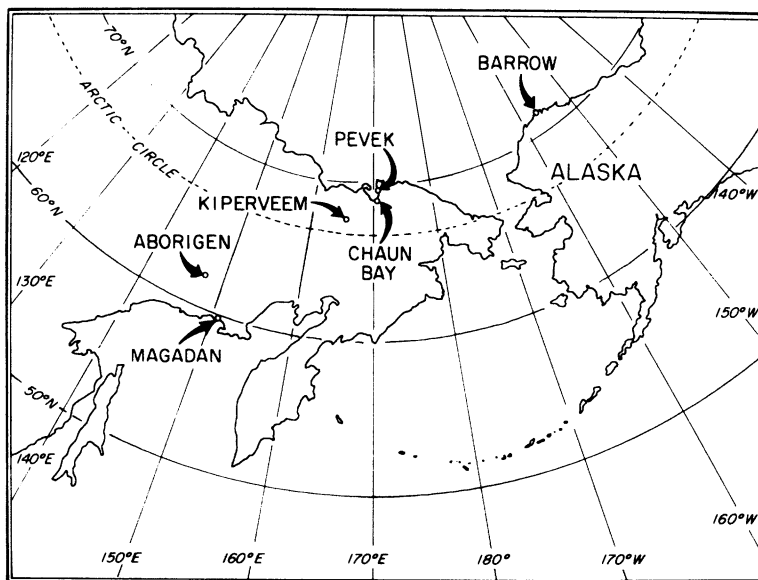 70°N
BARROW
ARCTIC CIRCLE
PEVEK
120°E
ALASKA
140°W
60°N
KIPERVEEM
ABORIGEN
CHAUN
BAY
130°E
150°W
MAGADAN
50°N
140°E
160°W
150°E
160°E
170°E
180°
170°W